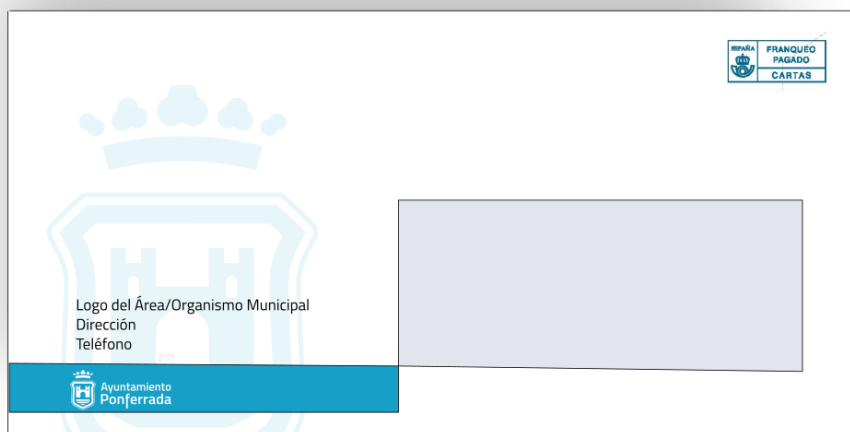 ESPAÑA
FRANQUEO
PAGADO
CARTAS
Logo del Área/Organismo Municipal
Dirección
Teléfono
Ayuntamiento
Ponferrada